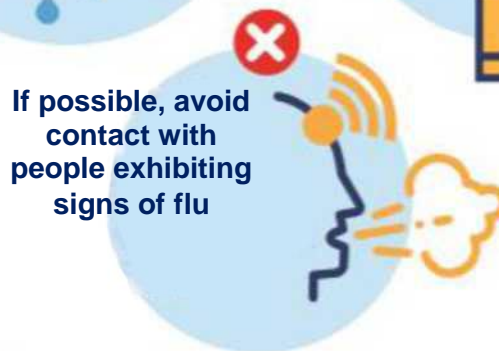 If possible, avoid
contact with
people exhibiting
signs of flu